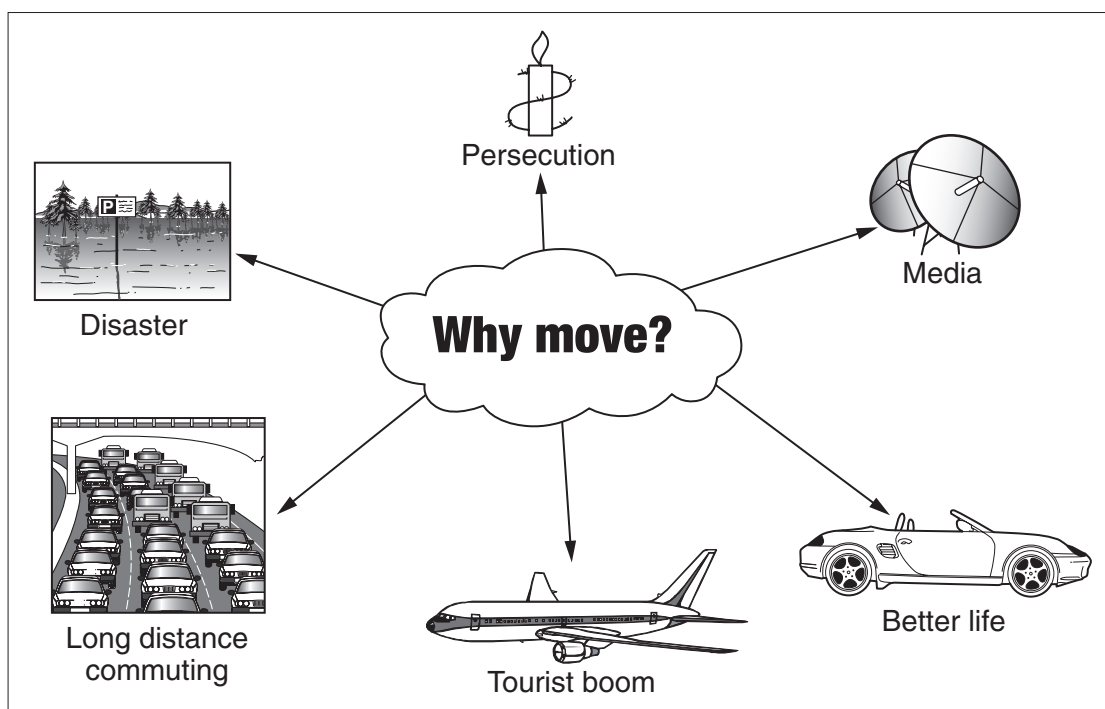 Persecution
Media
Disaster
P
Why move?
Long distance
commuting
Tourist boom
Better life